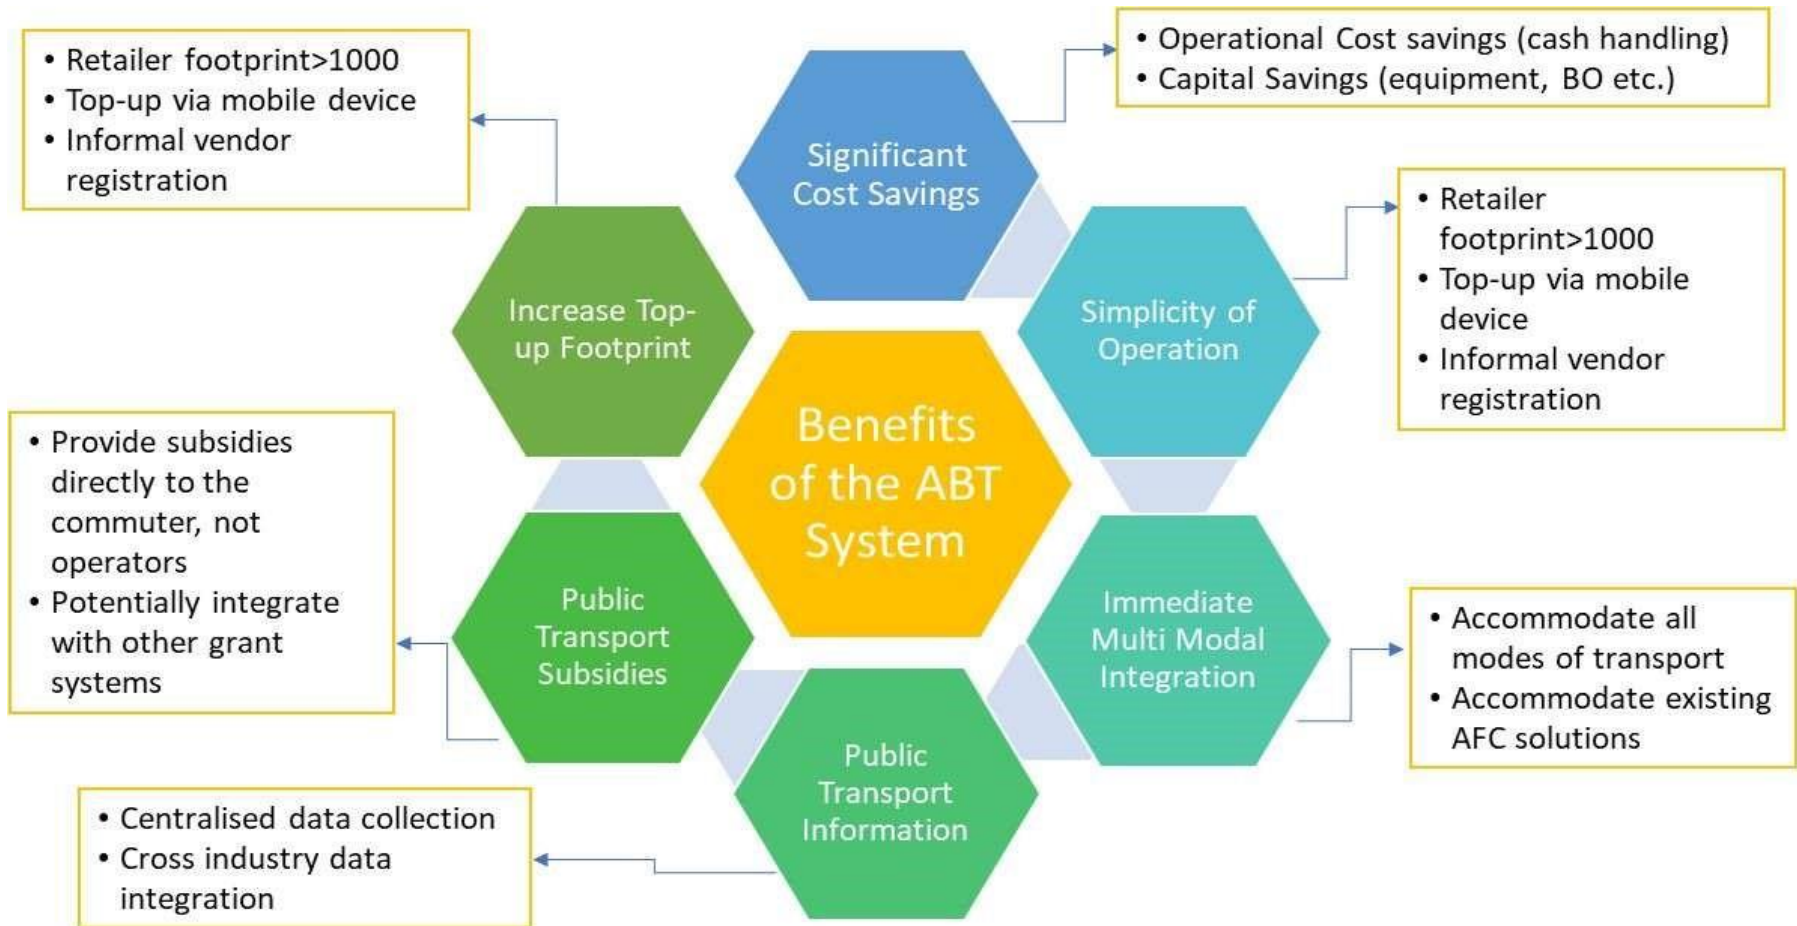 • Retailer footprint>1000
• Top-up via mobile device
• Informal vendor
registration
• Operational Cost savings (cash handling)
• Capital Savings (equipment, BO etc.)
Significant
Cost Savings
• Retailer
footprint>1000
• Top-up via mobile
device
• Informal vendor
registration
Increase Top-
up Footprint
Simplicity of
Operation
Benefits
of the ABT
System
• Provide subsidies
directly to the
commuter, not
operators
• Potentially integrate
with other grant
systems
Public
Transport
Subsidies
Immediate
Multi Modal
Integration
• Accommodate all
modes of transport
• Accommodate existing
AFC solutions
Public
Transport
Information
• Centralised data collection
• Cross industry data
integration